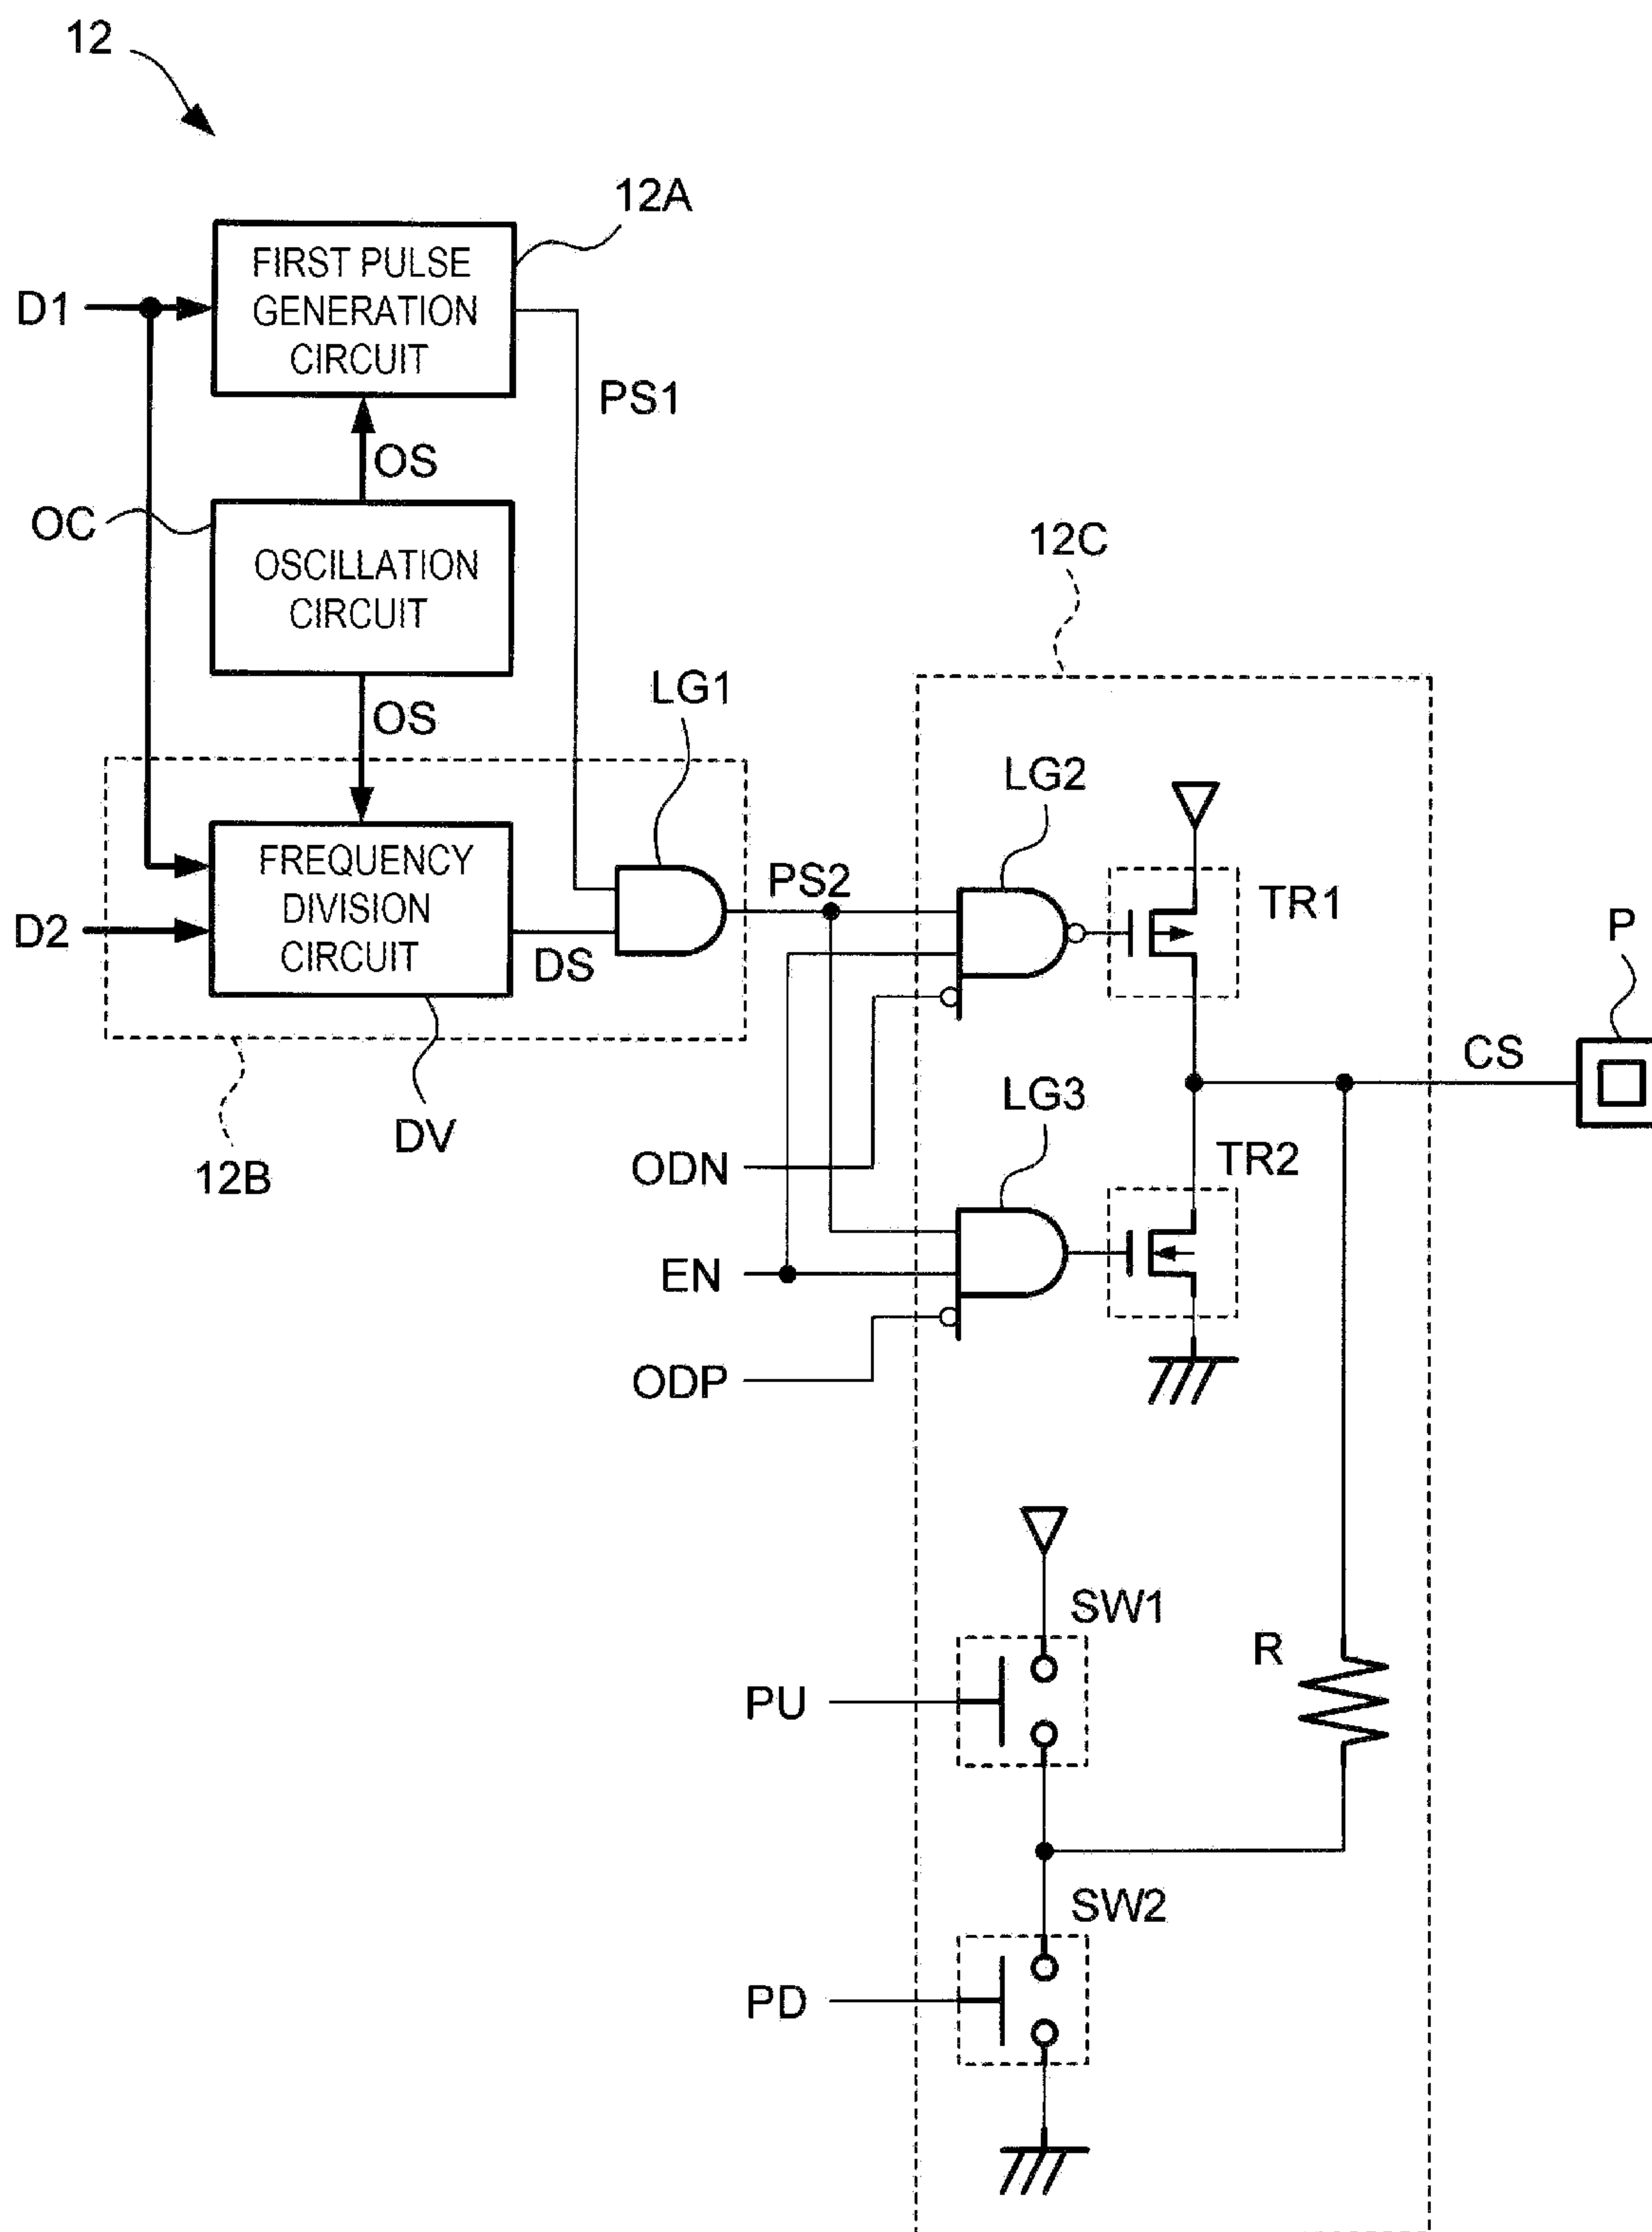 12
12A
FIRST PULSE
GENERATION
CIRCUIT
D1
PS1
OS
OC
OSCILLATION
CIRCUIT
OS
LG1
12C
FREQUENCY
DIVISION
CIRCUIT
D2
DS
PS2
DV
12B
LG2
TR1
P
CS
ODN
LG3
TR2
EN
ODP
SW1
PU
R
SW2
PD